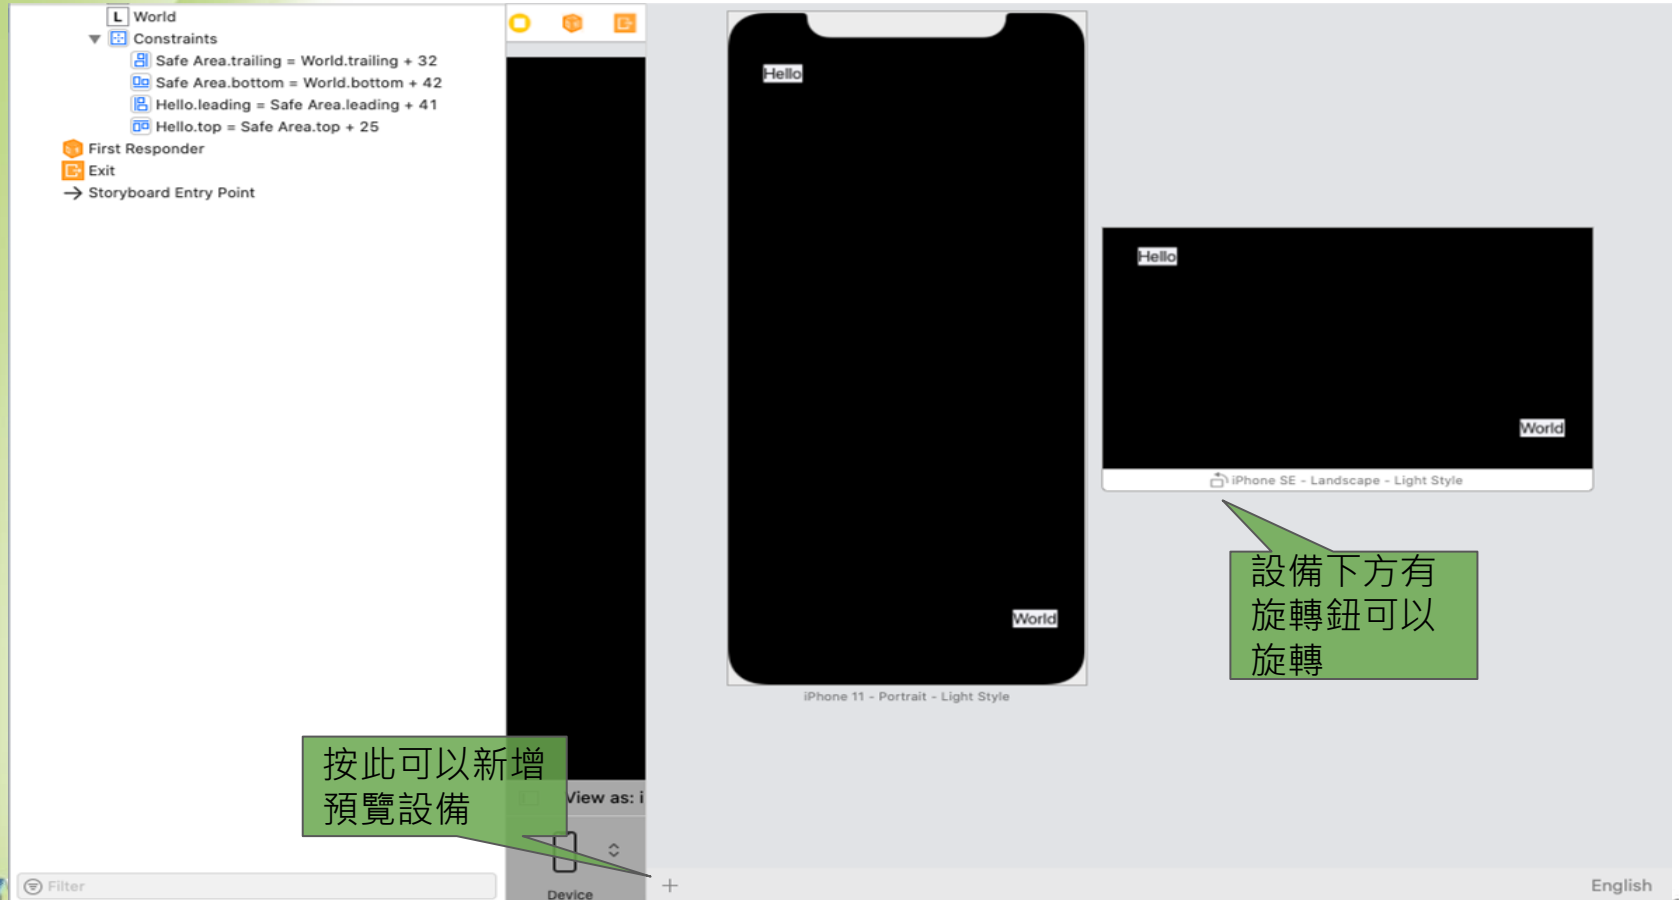 L World
Constraints
Safe Area.trailing = World.trailing + 32
Safe Area.bottom = World.bottom + 42
Hello.leading = Safe Area.leading + 41
Hello.top = Safe Area.top + 25
First Responder
Exit
Storyboard Entry Point
Filter
View as: i
Device
Hello
World
iPhone 11 - Portrait - Light Style
Hello
World
iPhone SE - Landscape - Light Style
設備下方有
旋轉鈕可以
旋轉
按此可以新增
預覽設備
+
English